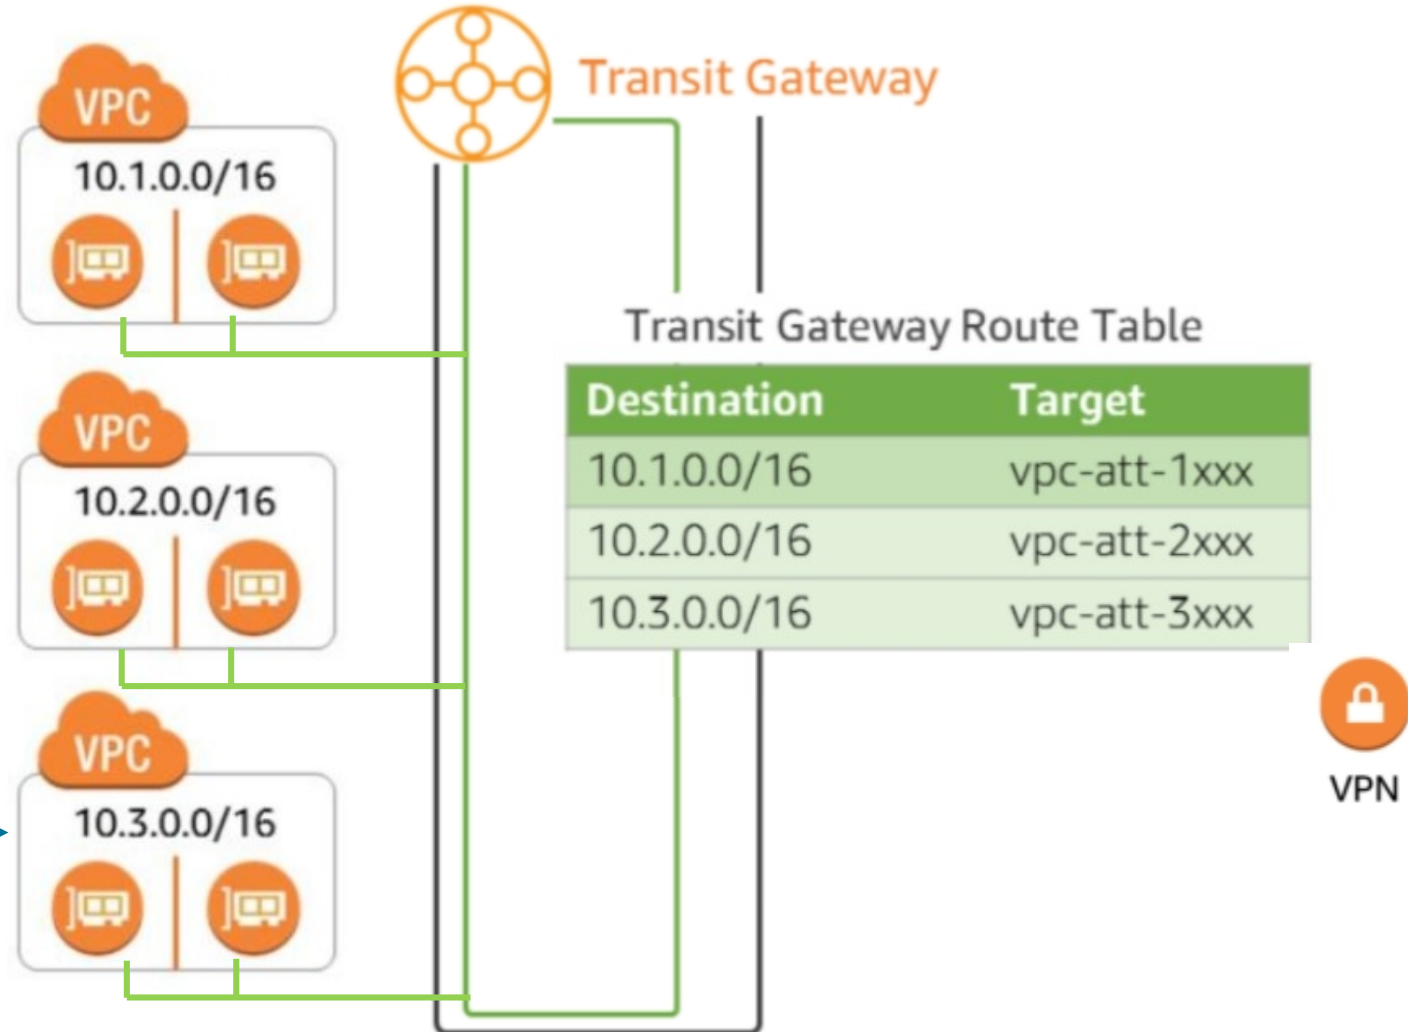 Transit Gateway
VPC
10.1.0.0/16
VPC
10.2.0.0/16
VPC
10.3.0.0/16
Transit Gateway Route Table
Destination Target
10.1.0.0/16 vpc-att-1xxx
10.2.0.0/16 vpc-att-2xxx
10.3.0.0/16 vpc-att-3xxx
VPN